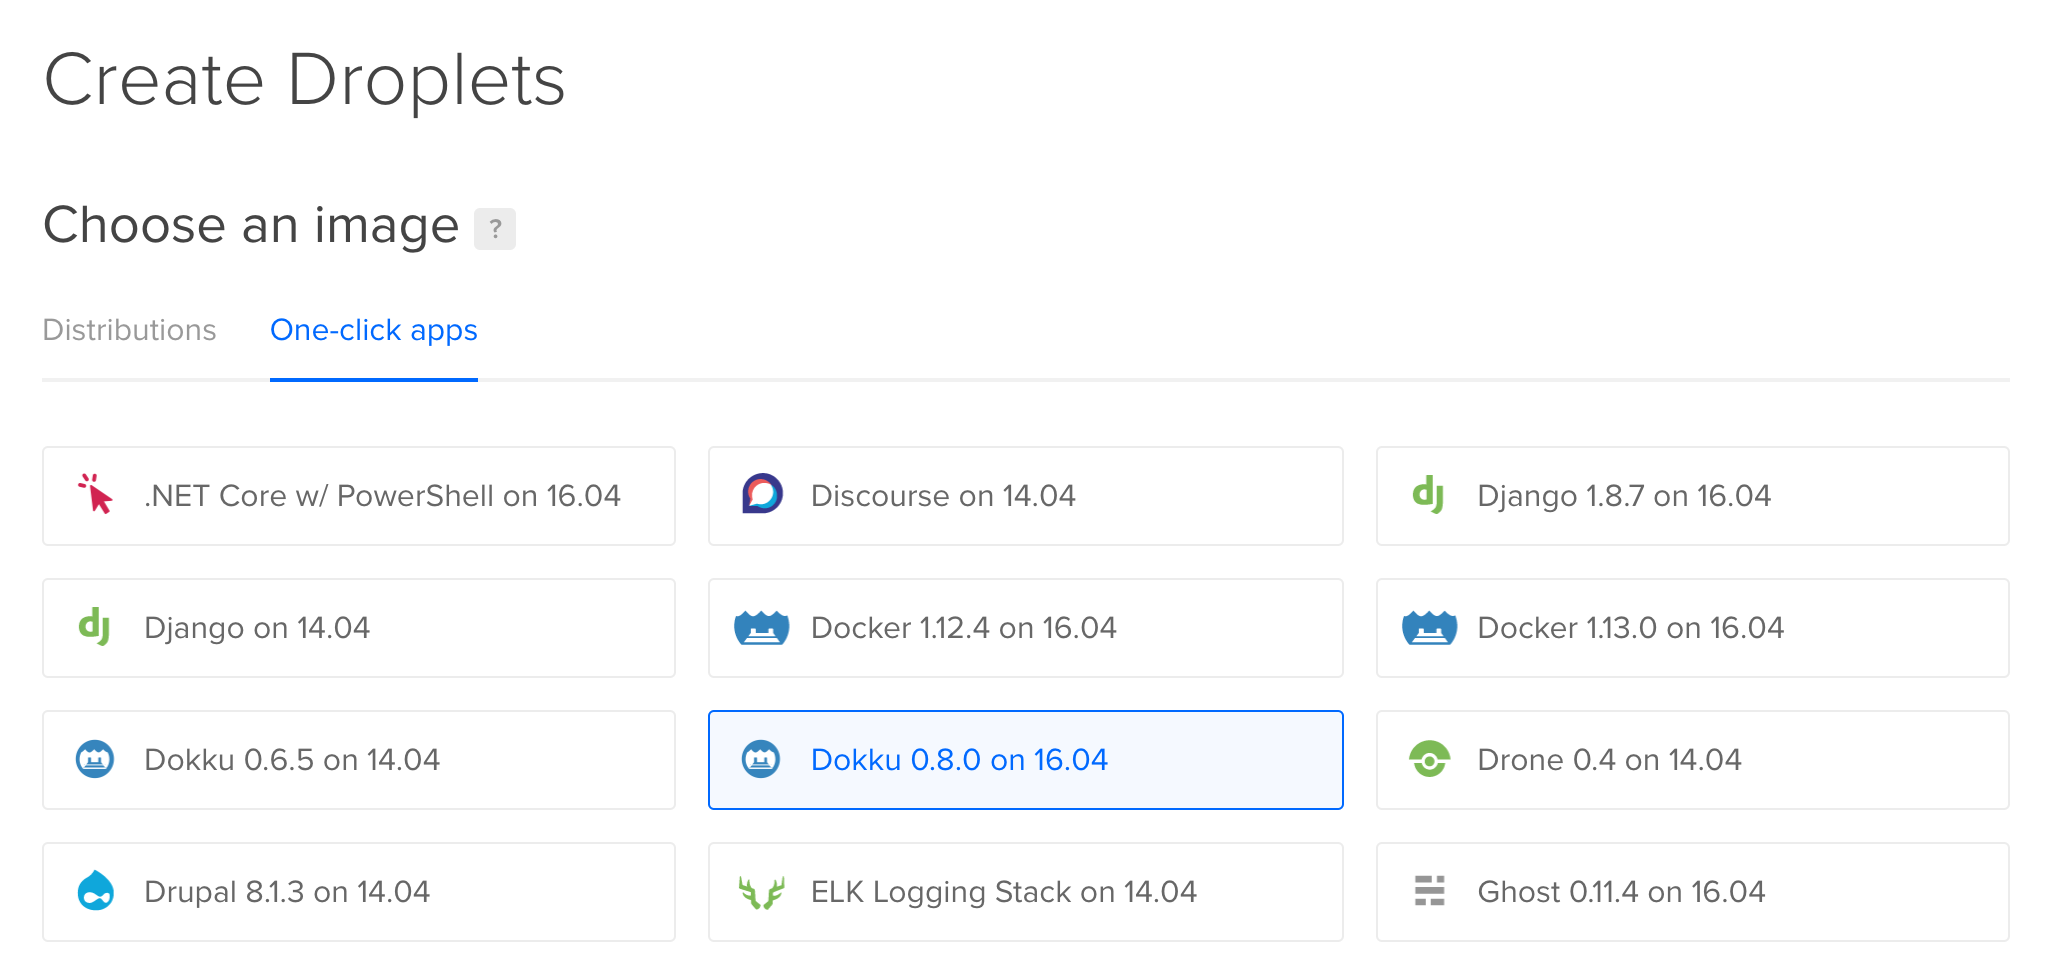 Create Droplets
Choose an image ?
Distributions One-click apps
.NET Core w/ PowerShell on 16.04 Discourse on 14.04 Django 1.8.7 on 16.04
Django on 14.04 Docker 1.12.4 on 16.04 Docker 1.13.0 on 16.04
Dokku 0.6.5 on 14.04 Dokku 0.8.0 on 16.04 Drone 0.4 on 14.04
Drupal 8.1.3 on 14.04 ELK Logging Stack on 14.04 Ghost 0.11.4 on 16.04